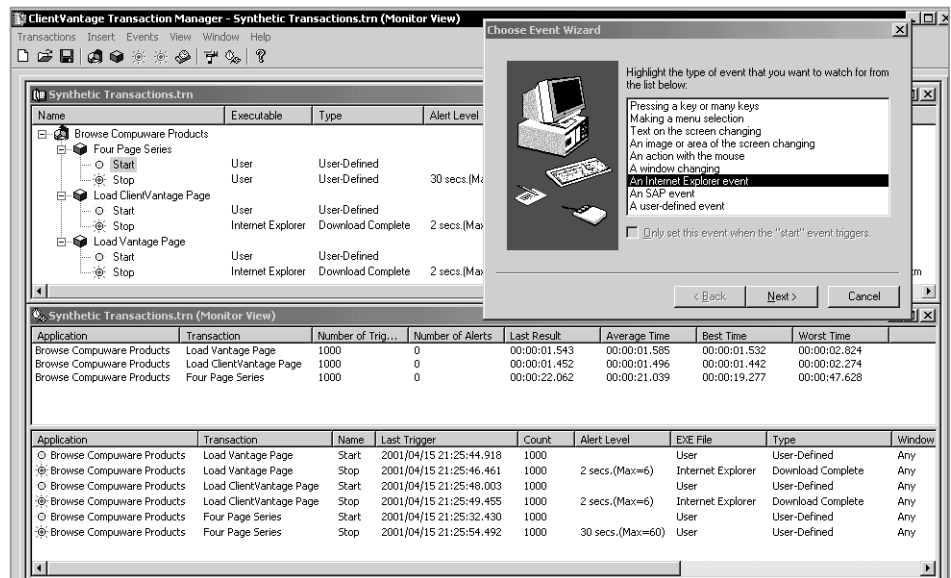 ClientVantage Transaction Manager - Synthetic Transactions.trn (Monitor View)
Transactions Insert Events View Window Help
Synthetic Transactions.trn
Name Executable Type Alert Level
Browse Compuware Products
Four Page Series
Start User User-Defined
Stop User User-Defined 30 secs.(Ma
Load ClientVantage Page
Start User User-Defined
Stop Internet Explorer Download Complete 2 secs.(Max
Load Vantage Page
Start User User-Defined
Stop Internet Explorer Download Complete 2 secs.(Max
Choose Event Wizard
Highlight the type of event that you want to watch for from
the list below:
Pressing a key or many keys
Making a menu selection
Text on the screen changing
An image or area of the screen changing
An action with the mouse
A window changing
An Internet Explorer event
An SAP event
A user-defined event
Only set this event when the "start" event triggers.
< Back Next > Cancel
Synthetic Transactions.trn (Monitor View)
Application Transaction Number of Trig... Number of Alerts Last Result Average Time Best Time Worst Time
Browse Compuware Products Load Vantage Page 1000 0 00:00:01.543 00:00:01.585 00:00:01.532 00:00:02.824
Browse Compuware Products Load ClientVantage Page 1000 0 00:00:01.452 00:00:01.496 00:00:01.442 00:00:02.274
Browse Compuware Products Four Page Series 1000 0 00:00:22.062 00:00:21.039 00:00:19.277 00:00:47.628
Application Transaction Name Last Trigger Count Alert Level EXE File Type Window
Browse Compuware Products Load Vantage Page Start 2001/04/15 21:25:44.918 1000 User User-Defined Any
Browse Compuware Products Load Vantage Page Stop 2001/04/15 21:25:46.461 1000 2 secs.(Max=6) Internet Explorer Download Complete Any
Browse Compuware Products Load ClientVantage Page Start 2001/04/15 21:25:48.003 1000 User User-Defined Any
Browse Compuware Products Load ClientVantage Page Stop 2001/04/15 21:25:49.455 1000 2 secs.(Max=6) Internet Explorer Download Complete Any
Browse Compuware Products Four Page Series Start 2001/04/15 21:25:32.430 1000 User User-Defined Any
Browse Compuware Products Four Page Series Stop 2001/04/15 21:25:54.492 1000 30 secs.(Max=60) User User-Defined Any